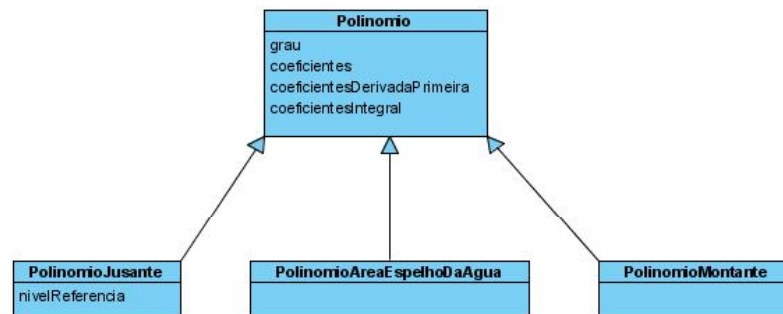 Polinomio
grau
coeficientes
coeficientesDerivadaPrimeira
coeficientesIntegral
PolinomioJusante
nivelReferencia
PolinomioAreaEspelhoDaAgua
PolinomioMontante